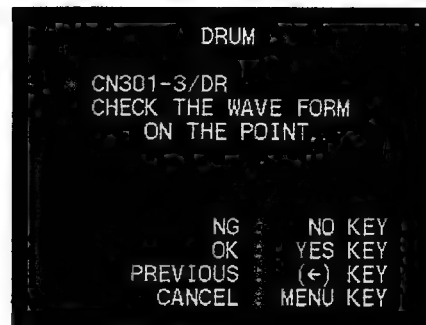 DRUM
* CN301-3/DR
CHECK THE WAVE FORM
ON THE POINT.
NG : NO KEY
OK : YES KEY
PREVIOUS : (←) KEY
CANCEL : MENU KEY